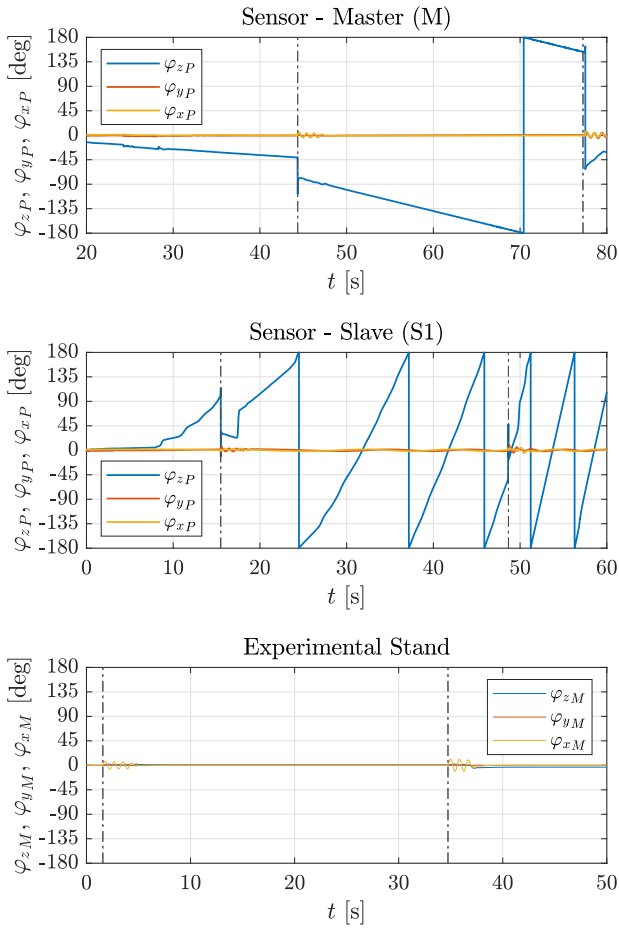 Sensor - Master (M)
φzP, φyP, φxP [deg]
180
135
90
45
0
-45
-90
-135
-180
φzP
φyP
φxP
20 30 40 50 60 70 80
t [s]
Sensor - Slave (S1)
φzP, φyP, φxP [deg]
180
135
90
45
0
-45
-90
-135
-180
φzP
φyP
φxP
0 10 20 30 40 50 60
t [s]
Experimental Stand
φzM, φyM, φxM [deg]
180
135
90
45
0
-45
-90
-135
-180
φzM
φyM
φxM
0 10 20 30 40 50
t [s]